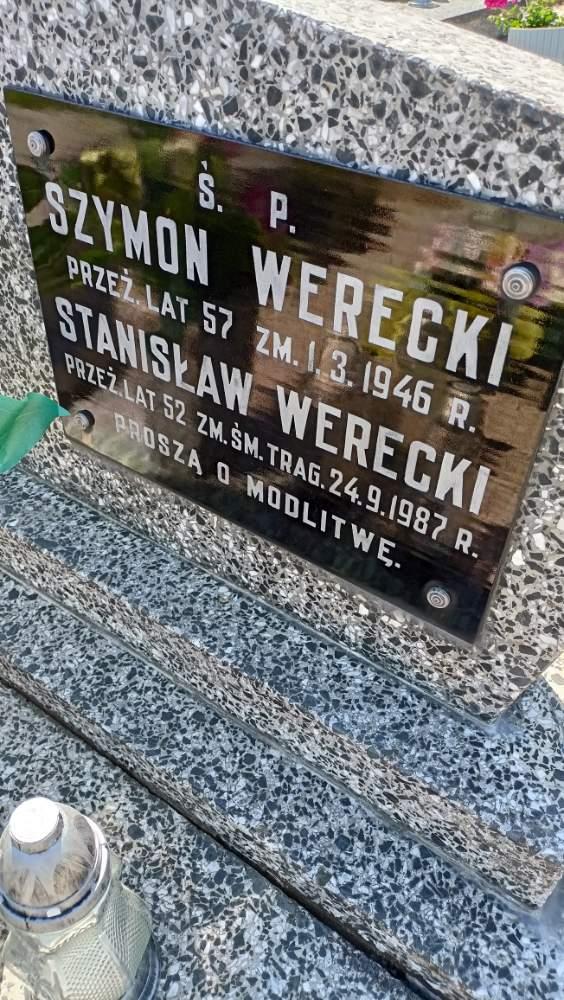 Ś. P.
SZYMON WERECKI
PRZEŻ. LAT 57 ZM. 1.3.1946 R.
STANISŁAW WERECKI
PRZEŻ. LAT 52 ZM. ŚM. TRAG. 24.9.1987 R.
PROSZĄ O MODLITWĘ.